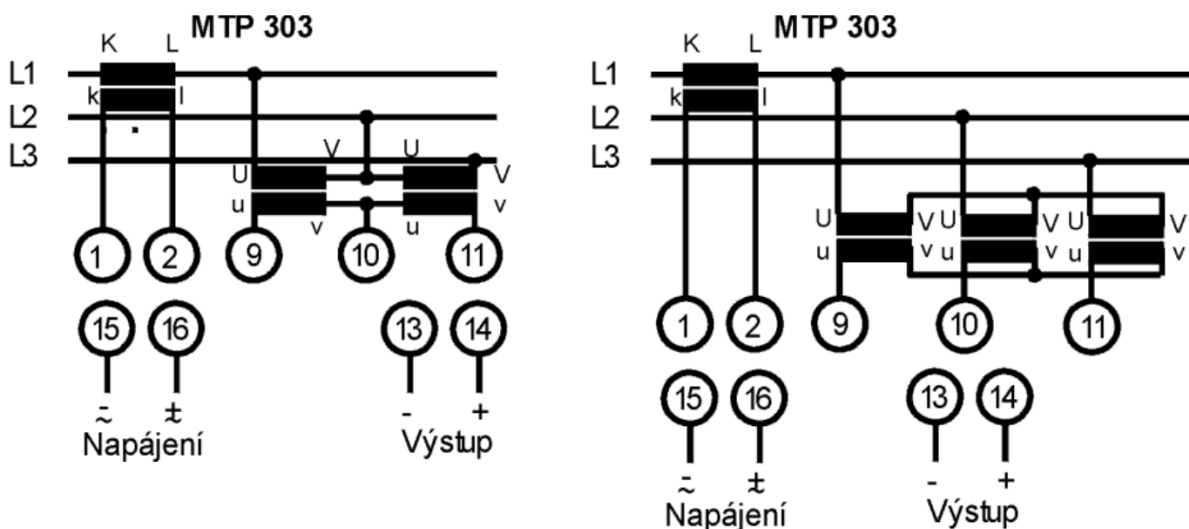 MTP 303
K L
L1
k l
L2
V U
L3
U V
u v
v u
1 2 9 10 11
15 16 13 14
~ - ± ~ - +
Napájení Výstup
MTP 303
K L
L1
k l
L2
L3
U V U V U V
u v u v u v
1 2 9 10 11
15 16 13 14
~ - ± ~ - +
Napájení Výstup